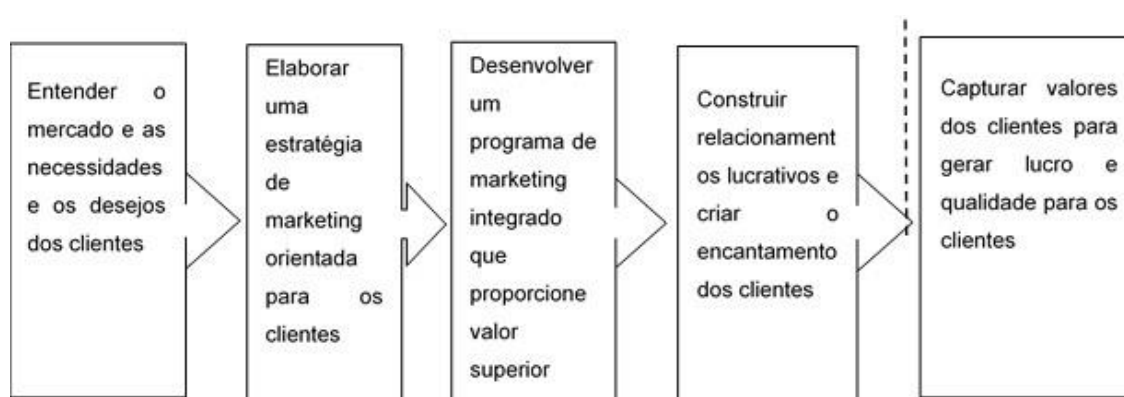 Entender o
mercado e as
necessidades
e os desejos
dos clientes
Elaborar
uma
estratégia
de
marketing
orientada
para os
clientes
Desenvolver
um
programa de
marketing
integrado
que
proporcione
valor
superior
Construir
relacionament
os lucrativos e
criar o
encantamento
dos clientes
Capturar valores
dos clientes para
gerar lucro e
qualidade para os
clientes